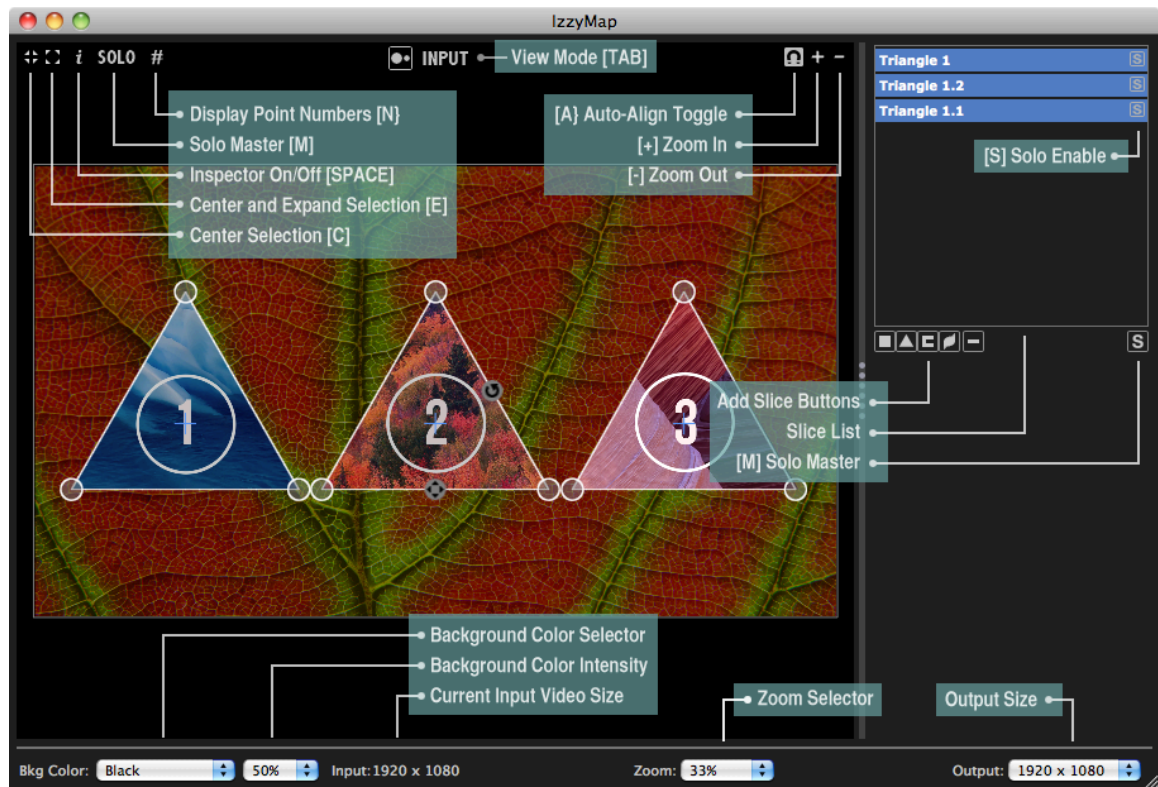 IzzyMap
i SOLO #
INPUT
View Mode [TAB]
+ −
Display Point Numbers [N}
Solo Master [M]
Inspector On/Off [SPACE]
Center and Expand Selection [E]
Center Selection [C]
[A} Auto-Align Toggle
[+] Zoom In
[-] Zoom Out
Triangle 1 S
Triangle 1.2 S
Triangle 1.1 S
[S] Solo Enable
S
1
2
3
Add Slice Buttons
Slice List
[M] Solo Master
Background Color Selector
Background Color Intensity
Current Input Video Size
Zoom Selector
Output Size
Bkg Color: Black 50% Input: 1920 x 1080 Zoom: 33% Output: 1920 x 1080